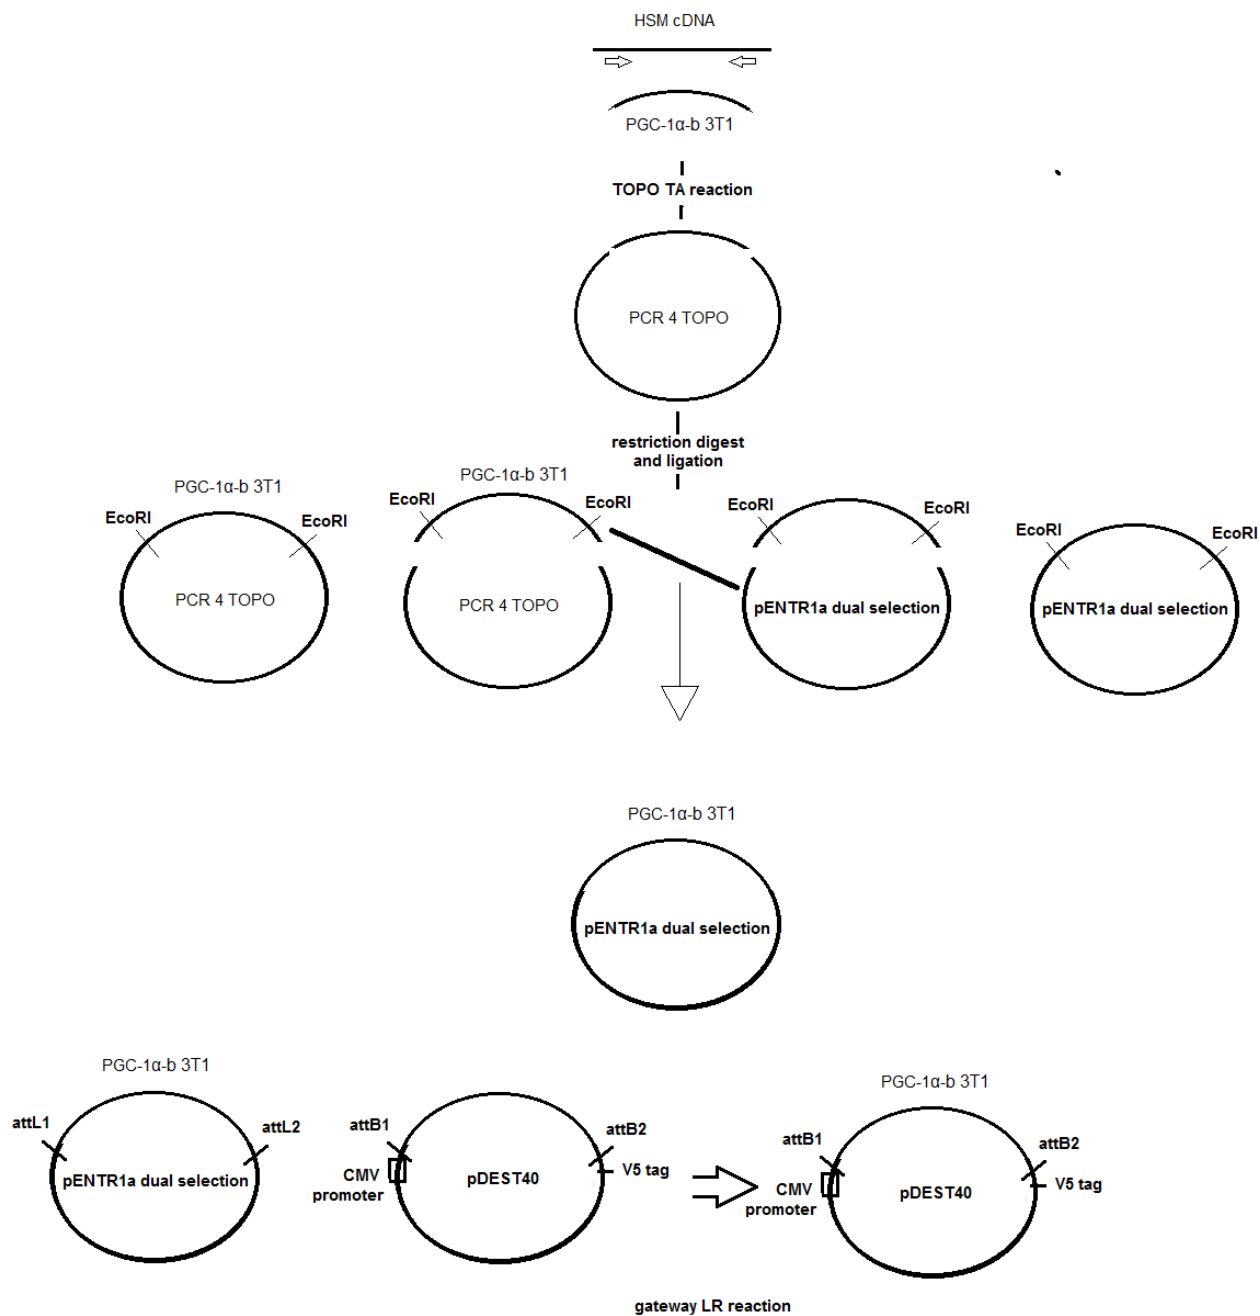 HSM cDNA
PGC-1α-b 3T1
TOPO TA reaction
PCR 4 TOPO
restriction digest
and ligation
PGC-1α-b 3T1
EcoRI
EcoRI
PCR 4 TOPO
PGC-1α-b 3T1
EcoRI
EcoRI
PCR 4 TOPO
EcoRI
EcoRI
pENTR1a dual selection
EcoRI
EcoRI
pENTR1a dual selection
PGC-1α-b 3T1
pENTR1a dual selection
PGC-1α-b 3T1
attL1
attL2
pENTR1a dual selection
attB1
attB2
CMV
promoter
pDEST40
V5 tag
PGC-1α-b 3T1
attB1
attB2
CMV
promoter
pDEST40
V5 tag
gateway LR reaction